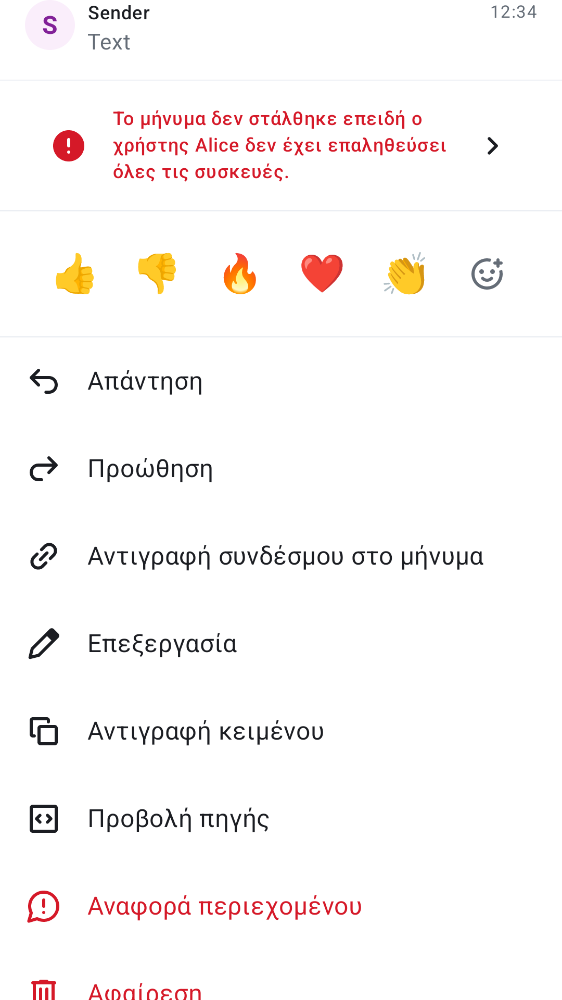 S
Sender
12:34
Text
Το μήνυμα δεν στάλθηκε επειδή ο
χρήστης Alice δεν έχει επαληθεύσει
όλες τις συσκευές.
Απάντηση
Προώθηση
Αντιγραφή συνδέσμου στο μήνυμα
Επεξεργασία
Αντιγραφή κειμένου
Προβολή πηγής
Αναφορά περιεχομένου
Αφαίρεση